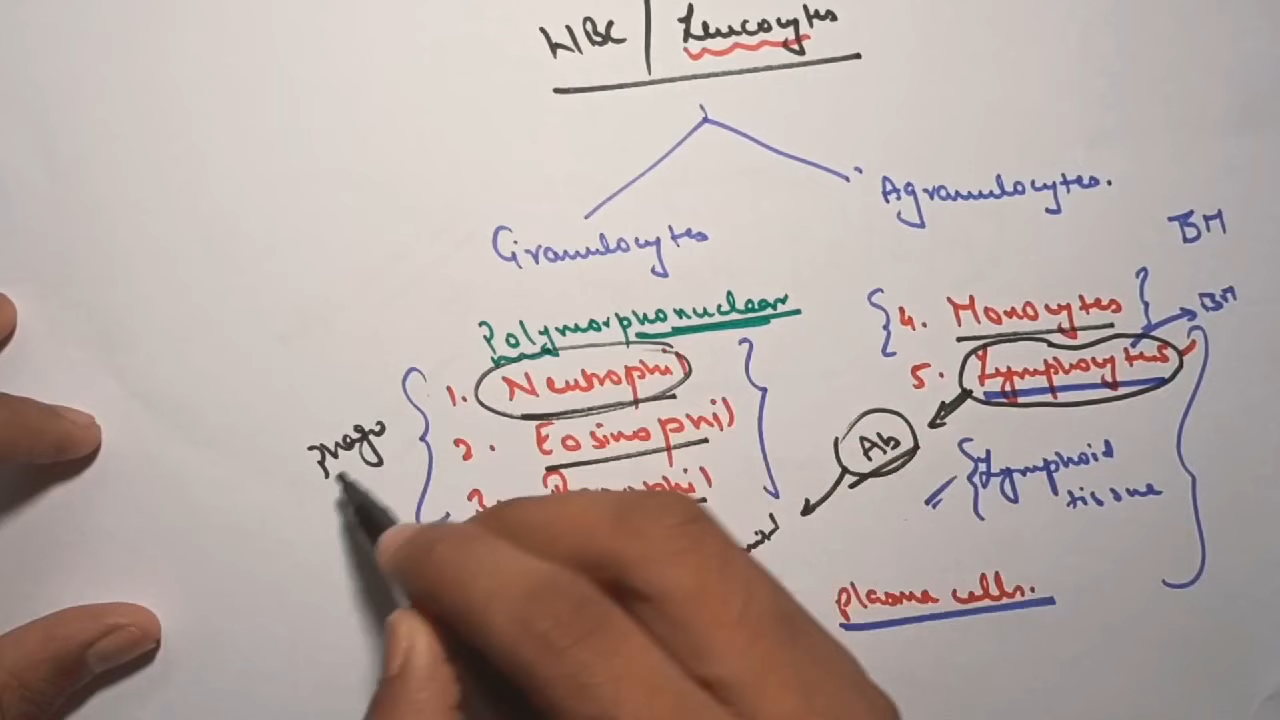 WBC | Leucocytes
Granulocytes
Agranulocytes.
BM
Polymorphonuclear
1. Neutrophil
2. Eosinophil
3.
phago
4. Monocytes
BM
5. Lymphocytes
Ab
Lymphoid
tissue
plasma cells.